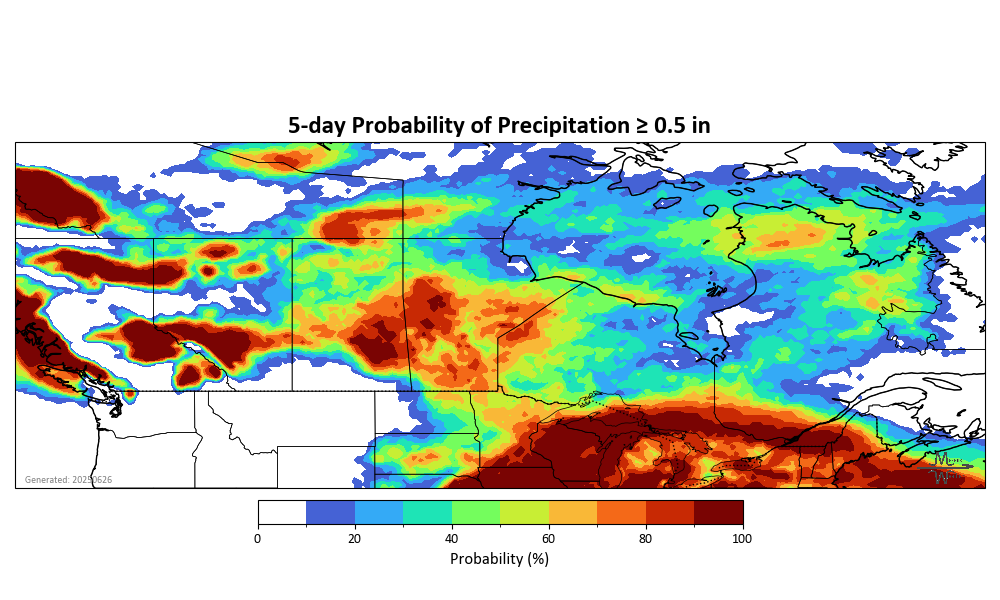 5-day Probability of Precipitation ≥ 0.5 in
Generated: 20250626
0 20 40 60 80 100
Probability (%)